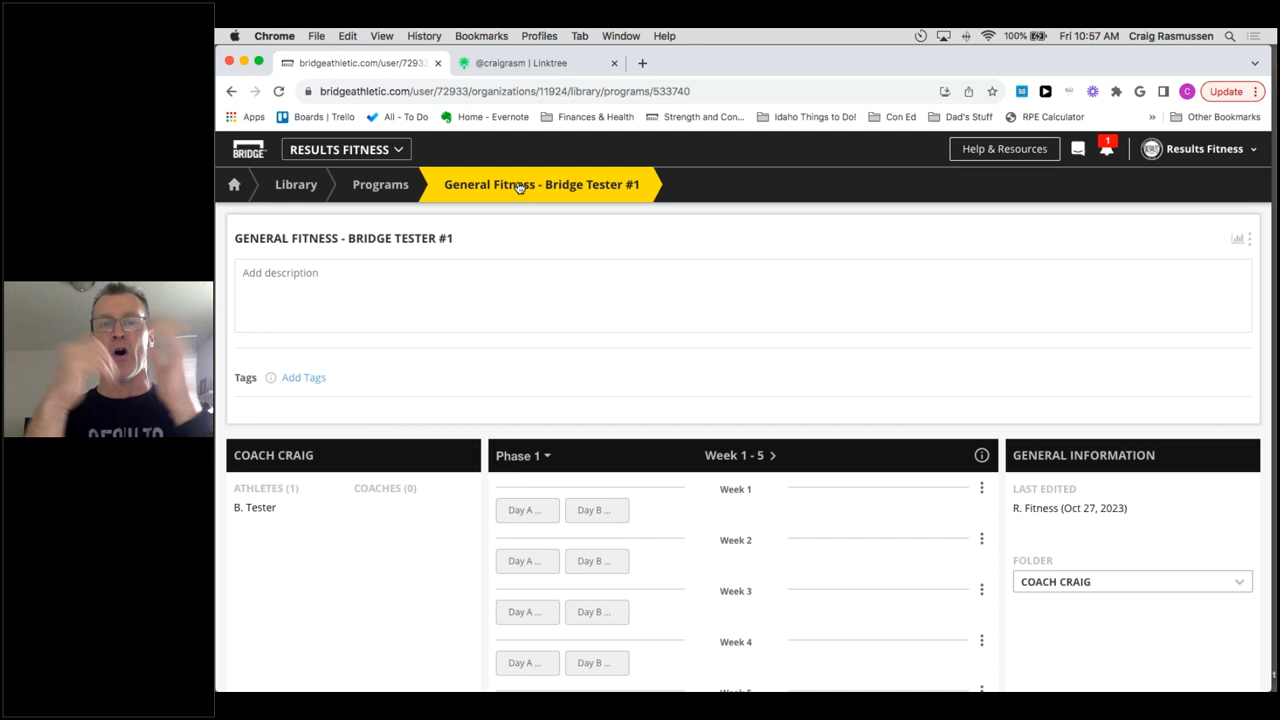 Chrome File Edit View History Bookmarks Profiles Tab Window Help 100% Fri 10:57 AM Craig Rasmussen
bridgeathletic.com/user/7293 @craigrasm | Linktree
bridgeathletic.com/user/72933/organizations/11924/library/programs/533740 Update
Apps Boards | Trello All - To Do Home - Evernote Finances & Health Strength and Con... Idaho Things to Do! Con Ed Dad's Stuff RPE Calculator » Other Bookmarks
BRIDGE RESULTS FITNESS Help & Resources 1 Results Fitness
Library Programs General Fitness - Bridge Tester #1
GENERAL FITNESS - BRIDGE TESTER #1
Add description
Tags Add Tags
COACH CRAIG Phase 1 Week 1 - 5 GENERAL INFORMATION
ATHLETES (1) COACHES (0) Week 1 LAST EDITED
B. Tester Day A ... Day B ... R. Fitness (Oct 27, 2023)
Week 2
Day A ... Day B ... FOLDER
COACH CRAIG
Week 3
Day A ... Day B ...
Week 4
Day A ... Day B ...
RESULTS